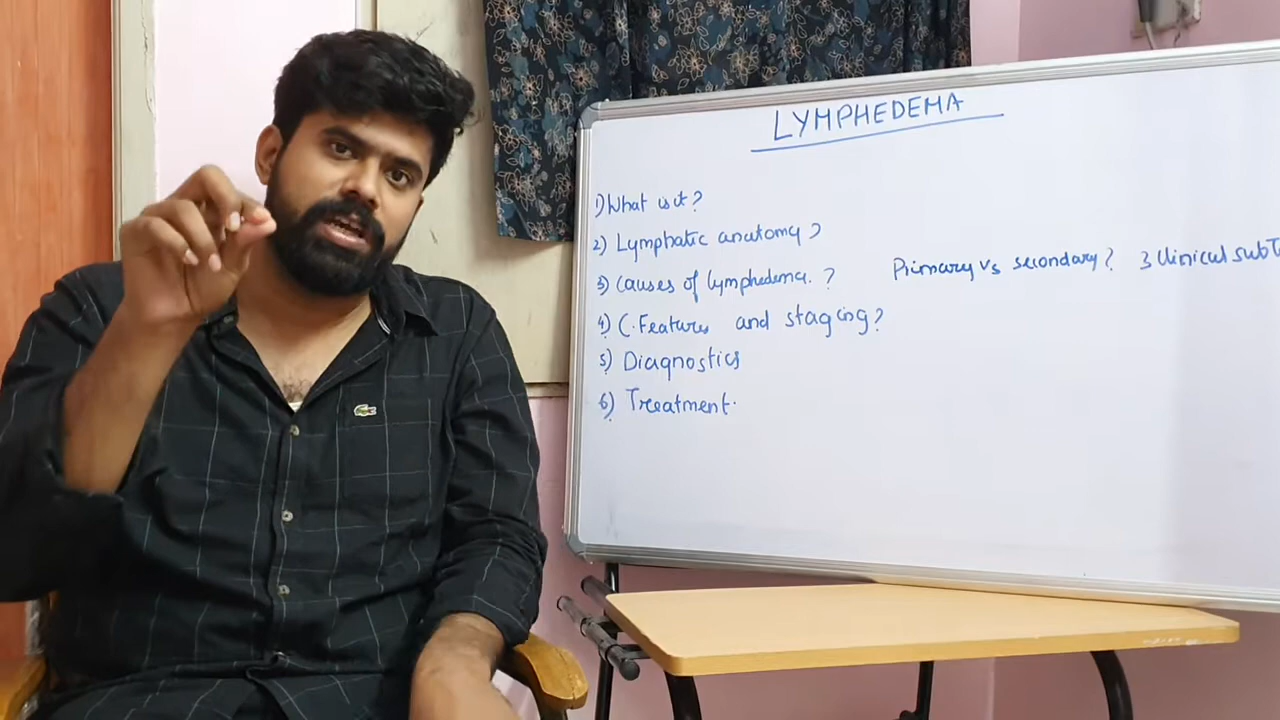 LYMPHEDEMA
1) What is it?
2) Lymphatic anatomy?
3) Causes of lymphedema. ? Primary vs secondary? 3 Clinical subT
4) C. Features and staging?
5) Diagnostics
6) Treatment.